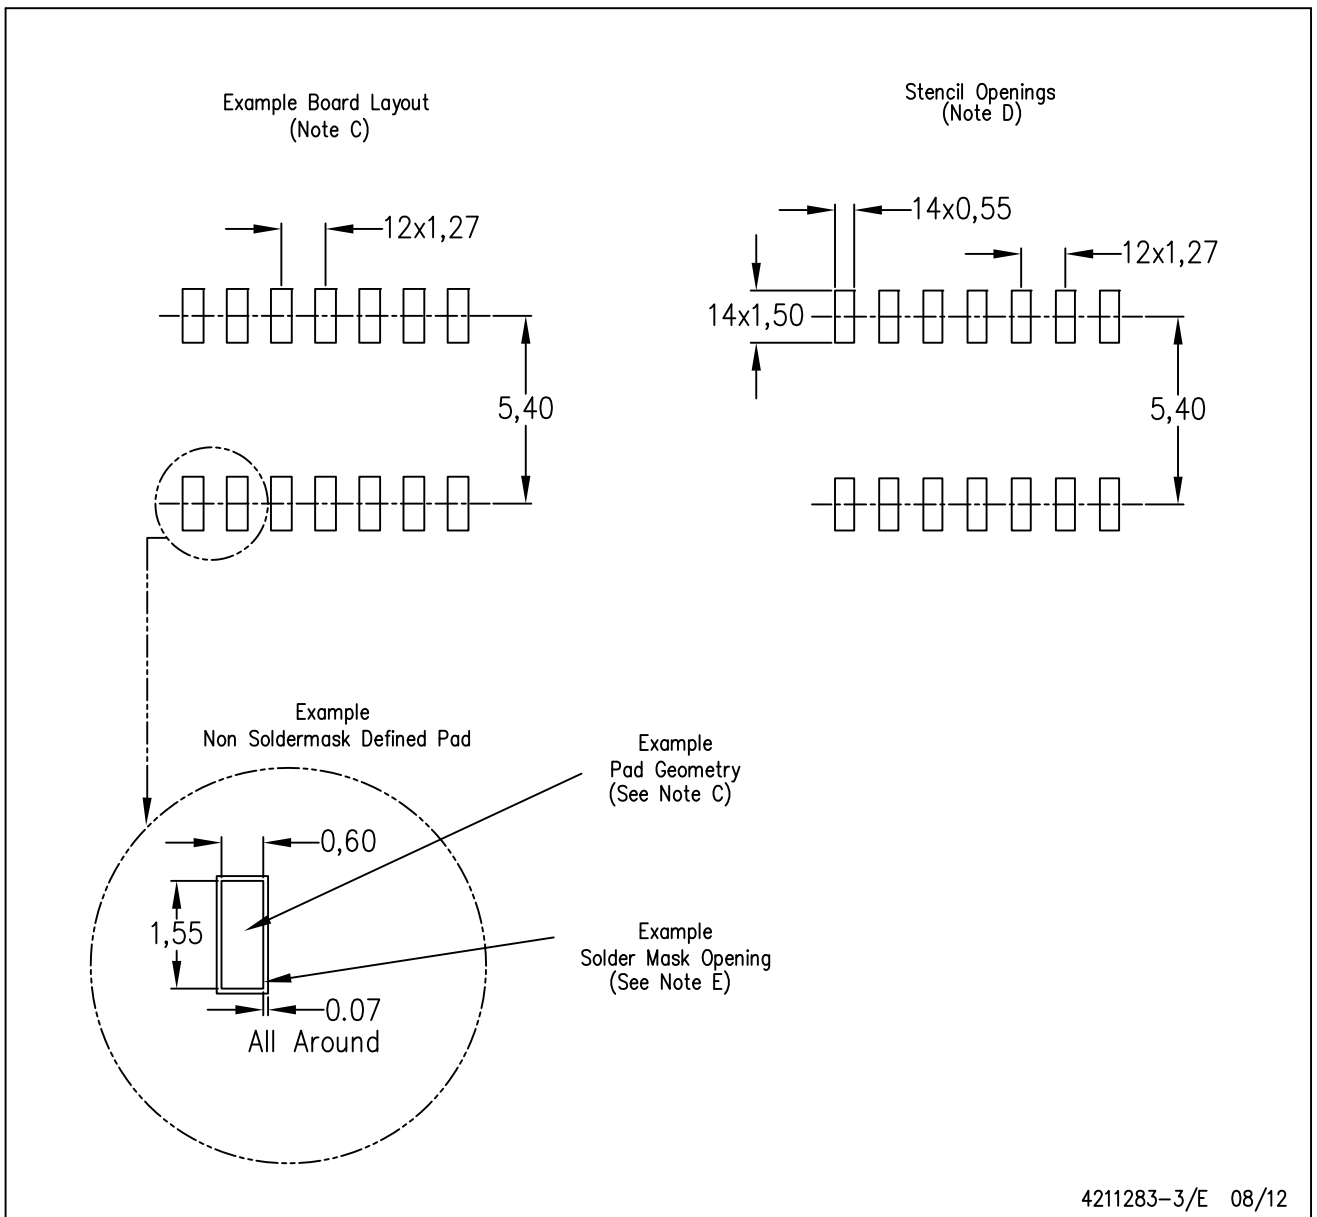 Example Board Layout
(Note C)
Stencil Openings
(Note D)
12x1,27
5,40
14x0,55
12x1,27
14x1,50
5,40
Example
Non Soldermask Defined Pad
0,60
1,55
0.07
All Around
Example
Pad Geometry
(See Note C)
Example
Solder Mask Opening
(See Note E)
4211283-3/E 08/12